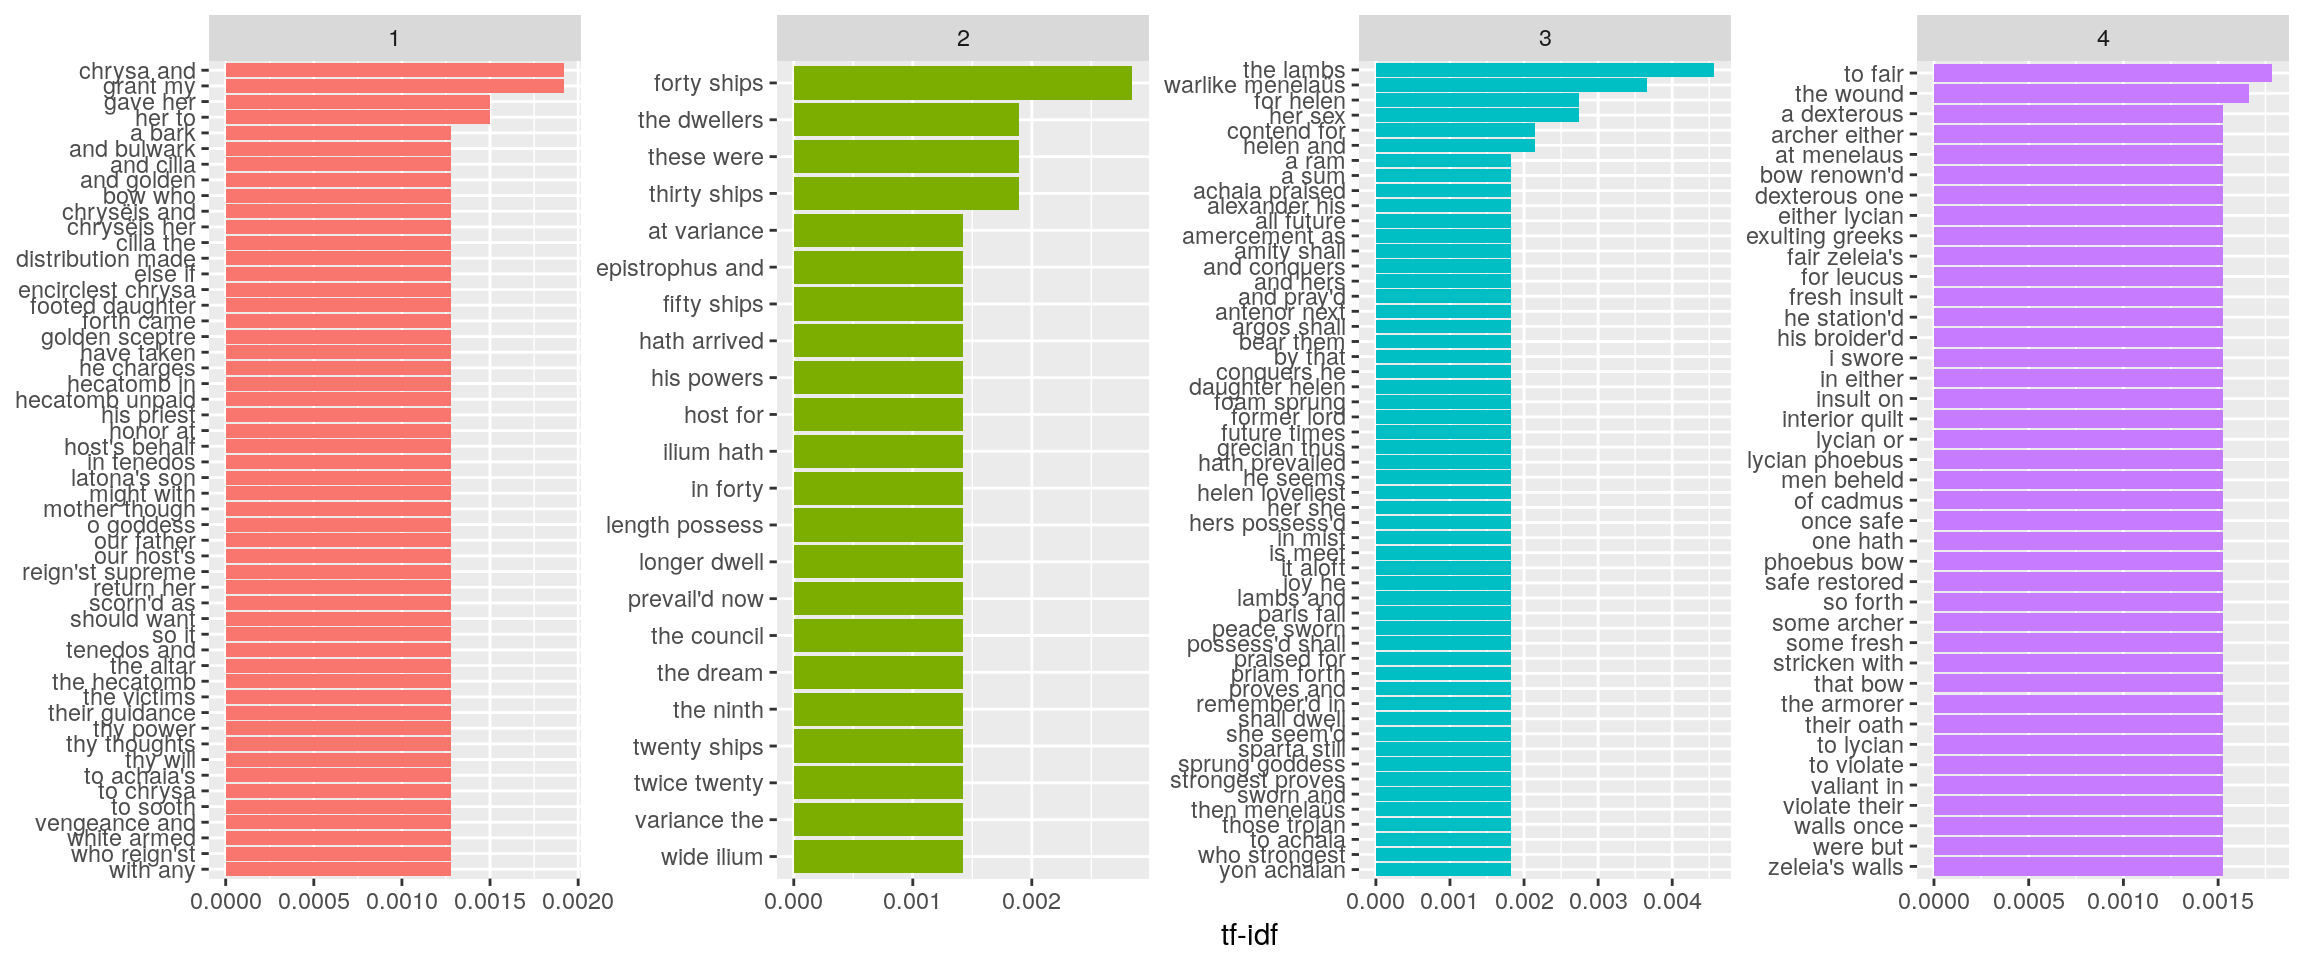 1
chrysa and
grant my
gave her
her to
a bark
and bulwark
and cilla
and golden
bow who
chrysëis and
chrysëis her
cilla the
distribution made
else if
encirclest chrysa
footed daughter
forth came
golden sceptre
have taken
he charges
hecatomb in
hecatomb unpaid
his priest
honor at
host's behalf
in tenedos
latona's son
might with
mother though
o goddess
our father
our host's
reign'st supreme
return her
scorn'd as
should want
so it
tenedos and
the altar
the hecatomb
the victims
their guidance
thy power
thy thoughts
thy will
to achaia's
to chrysa
to sooth
vengeance and
white armed
who reign'st
with any
0.0000 0.0005 0.0010 0.0015 0.0020
2
forty ships
the dwellers
these were
thirty ships
at variance
epistrophus and
fifty ships
hath arrived
his powers
host for
ilium hath
in forty
length possess
longer dwell
prevail'd now
the council
the dream
the ninth
twenty ships
twice twenty
variance the
wide ilium
0.000 0.001 0.002
3
the lambs
warlike menelaüs
for helen
her sex
contend for
helen and
a ram
a sum
achaia praised
alexander his
all future
amercement as
amity shall
and conquers
and hers
and pray'd
antenor next
argos shall
bear them
by that
conquers he
daughter helen
foam sprung
former lord
future times
grecian thus
hath prevailed
he seems
helen loveliest
her she
hers possess'd
in mist
is meet
it aloft
joy he
lambs and
paris fall
peace sworn
possess'd shall
praised for
priam forth
proves and
remember'd in
shall dwell
she seem'd
sparta still
sprung goddess
strongest proves
sworn and
then menelaüs
those trojan
to achaia
who strongest
yon achaian
0.000 0.001 0.002 0.003 0.004
4
to fair
the wound
a dexterous
archer either
at menelaus
bow renown'd
dexterous one
either lycian
exulting greeks
fair zeleia's
for leucus
fresh insult
he station'd
his broider'd
i swore
in either
insult on
interior quilt
lycian or
lycian phoebus
men beheld
of cadmus
once safe
one hath
phoebus bow
safe restored
so forth
some archer
some fresh
stricken with
that bow
the armorer
their oath
to lycian
to violate
valiant in
violate their
walls once
were but
zeleia's walls
0.0000 0.0005 0.0010 0.0015
tf-idf